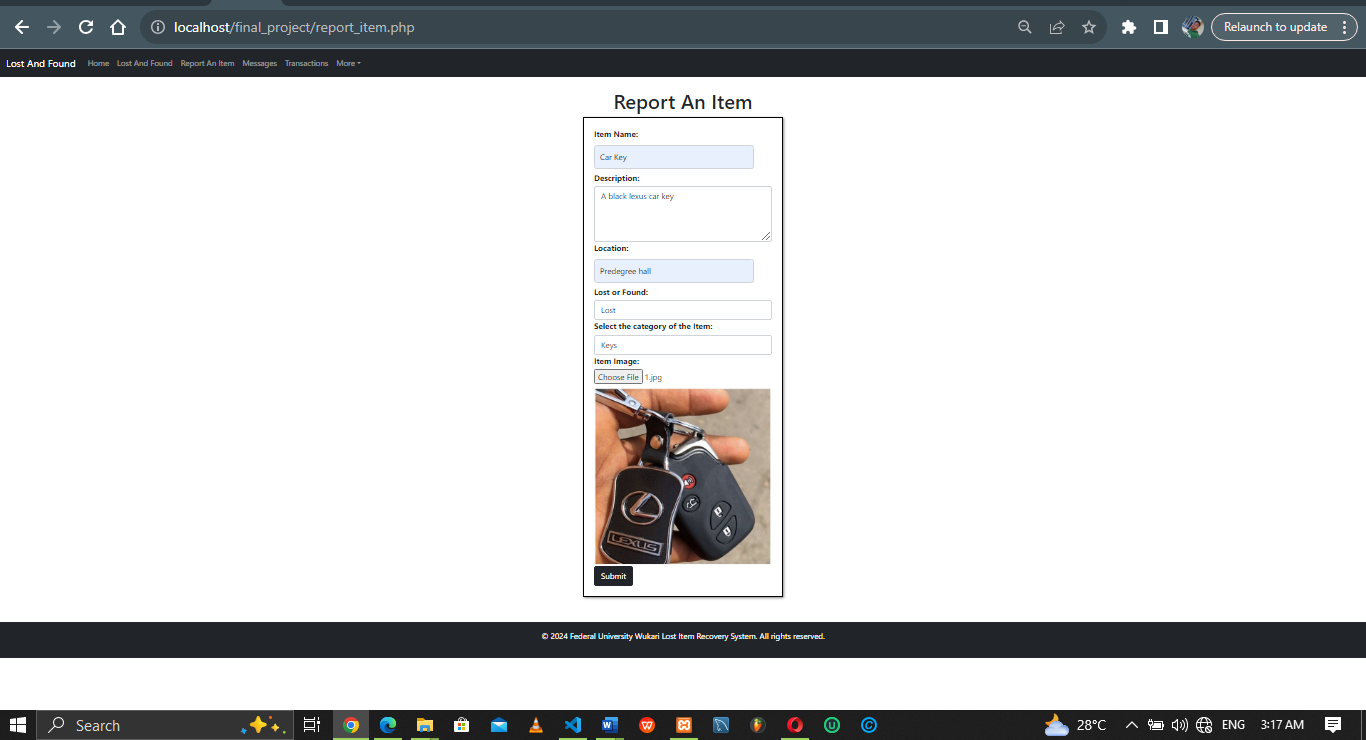 localhost/final_project/report_item.php
Relaunch to update
Lost And Found Home Lost And Found Report An Item Messages Transactions More
Report An Item
Item Name:
Car Key
Description:
A black lexus car key
Location:
Predegree hall
Lost or Found:
Lost
Select the category of the Item:
Keys
Item Image:
Choose File 1.jpg
LEXUS
Submit
© 2024 Federal University Wukari Lost Item Recovery System. All rights reserved.
Search
28°C
ENG
3:17 AM